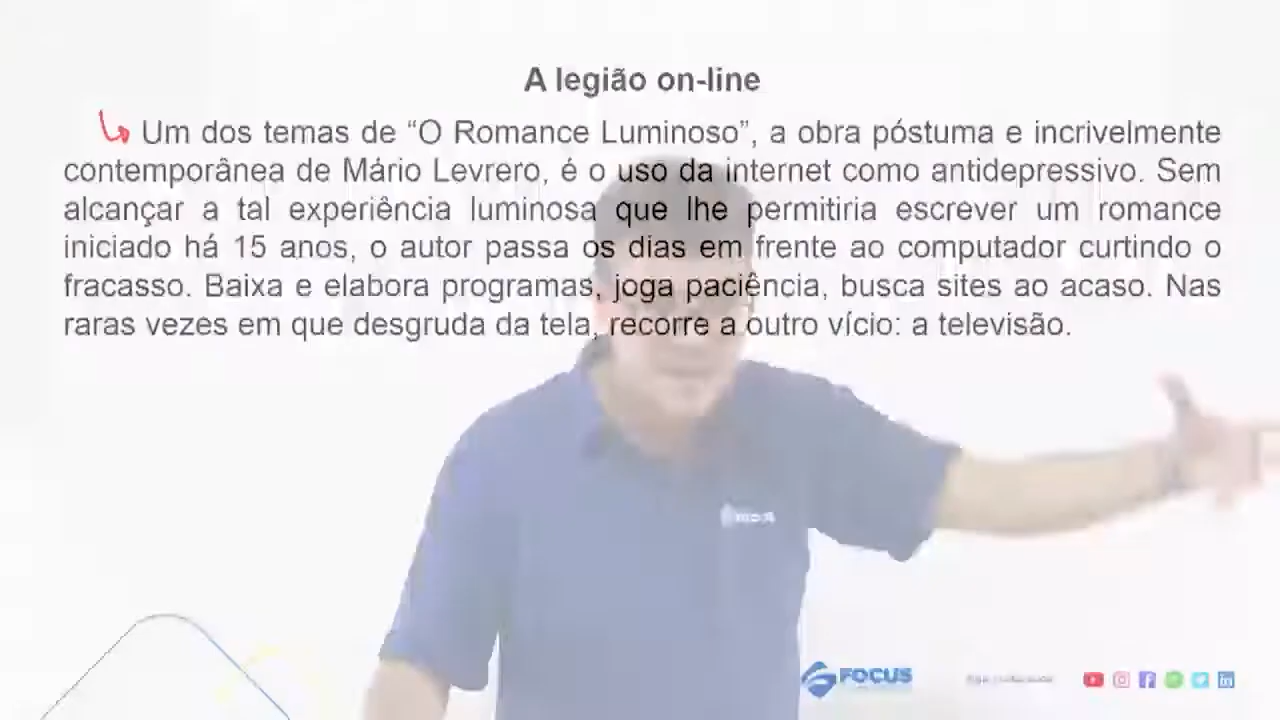 A legião on-line
Um dos temas de “O Romance Luminoso”, a obra póstuma e incrivelmente
contemporânea de Mário Levrero, é o uso da internet como antidepressivo. Sem
alcançar a tal experiência luminosa que lhe permitiria escrever um romance
iniciado há 15 anos, o autor passa os dias em frente ao computador curtindo o
fracasso. Baixa e elabora programas, joga paciência, busca sites ao acaso. Nas
raras vezes em que desgruda da tela, recorre a outro vício: a televisão.
FOCUS